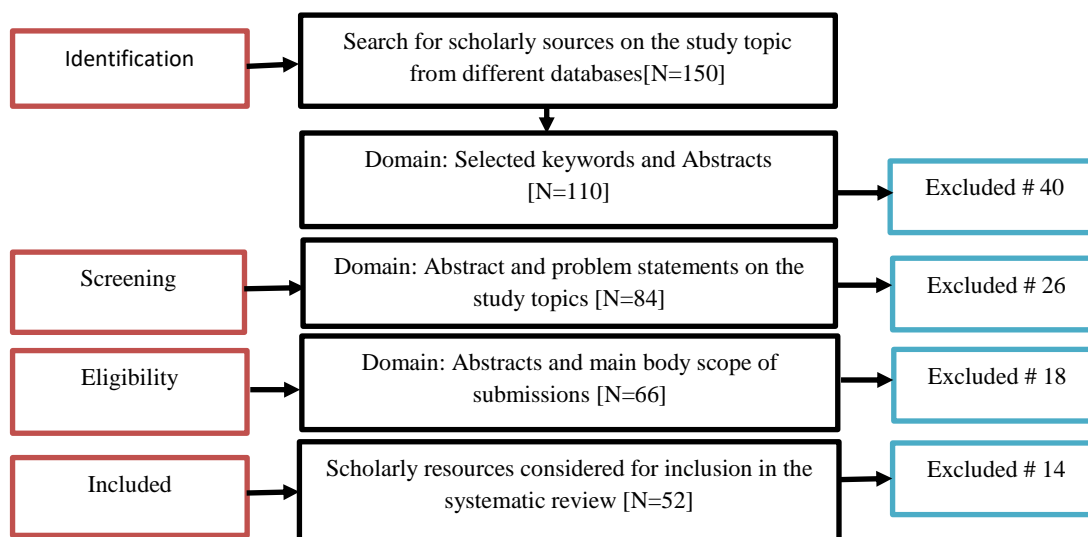 Identification
Search for scholarly sources on the study topic
from different databases[N=150]
Domain: Selected keywords and Abstracts
[N=110]
Excluded # 40
Screening
Domain: Abstract and problem statements on the
study topics [N=84]
Excluded # 26
Eligibility
Domain: Abstracts and main body scope of
submissions [N=66]
Excluded # 18
Included
Scholarly resources considered for inclusion in the
systematic review [N=52]
Excluded # 14